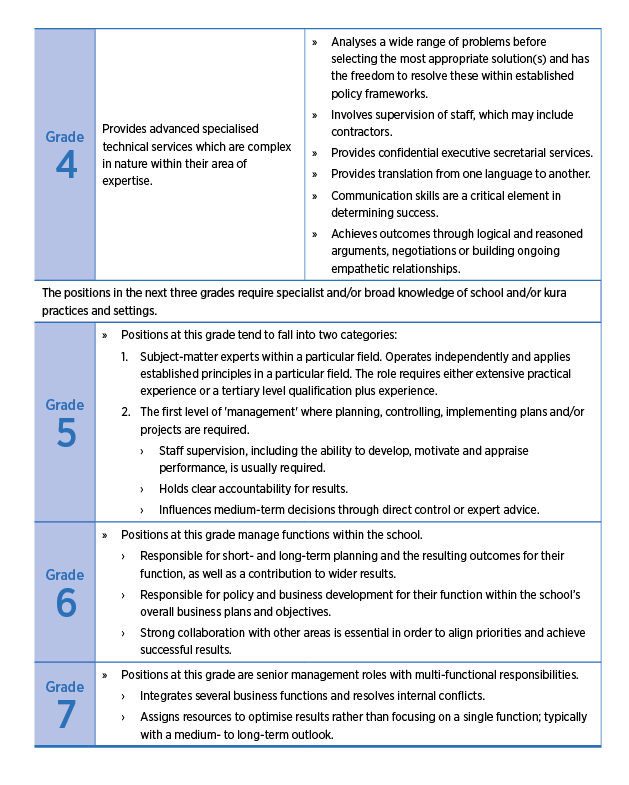 Grade
4
Provides advanced specialised
technical services which are complex
in nature within their area of
expertise.
» Analyses a wide range of problems before
selecting the most appropriate solution(s) and has
the freedom to resolve these within established
policy frameworks.
» Involves supervision of staff, which may include
contractors.
» Provides confidential executive secretarial services.
» Provides translation from one language to another.
» Communication skills are a critical element in
determining success.
» Achieves outcomes through logical and reasoned
arguments, negotiations or building ongoing
empathetic relationships.
The positions in the next three grades require specialist and/or broad knowledge of school and/or kura
practices and settings.
Grade
5
» Positions at this grade tend to fall into two categories:
1. Subject-matter experts within a particular field. Operates independently and applies
established principles in a particular field. The role requires either extensive practical
experience or a tertiary level qualification plus experience.
2. The first level of 'management' where planning, controlling, implementing plans and/or
projects are required.
› Staff supervision, including the ability to develop, motivate and appraise
performance, is usually required.
› Holds clear accountability for results.
› Influences medium-term decisions through direct control or expert advice.
Grade
6
» Positions at this grade manage functions within the school.
› Responsible for short- and long-term planning and the resulting outcomes for their
function, as well as a contribution to wider results.
› Responsible for policy and business development for their function within the school's
overall business plans and objectives.
› Strong collaboration with other areas is essential in order to align priorities and achieve
successful results.
Grade
7
» Positions at this grade are senior management roles with multi-functional responsibilities.
› Integrates several business functions and resolves internal conflicts.
› Assigns resources to optimise results rather than focusing on a single function; typically
with a medium- to long-term outlook.